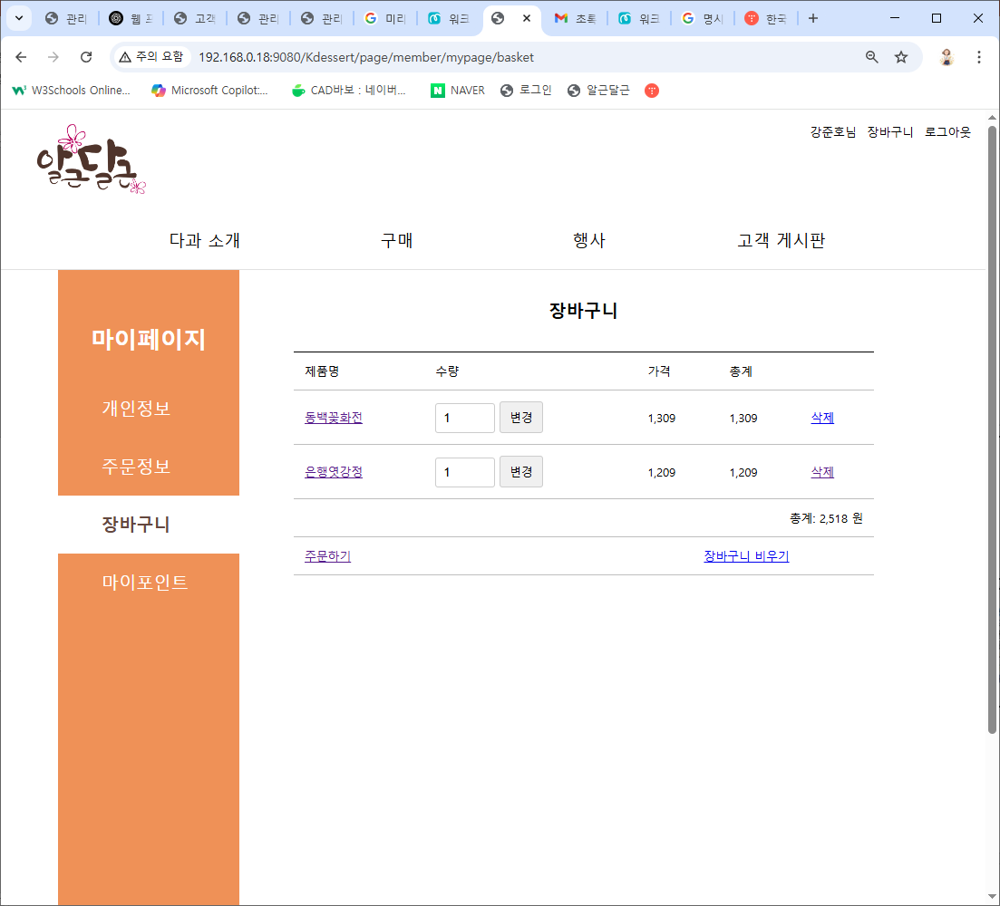 관리
웹 프
고객
관리
관리
미리
워크
초록
워크
명시
한국
주의 요함
192.168.0.18:9080/Kdessert/page/member/mypage/basket
W3Schools Online...
Microsoft Copilot:...
CAD바보 : 네이버...
NAVER
로그인
알근달근
알근달근
강준호님 장바구니 로그아웃
다과 소개 구매 행사 고객 게시판
마이페이지
개인정보
주문정보
장바구니
마이포인트
장바구니
제품명 수량 가격 총계
동백꽃화전 1 변경 1,309 1,309 삭제
은행엿강정 1 변경 1,209 1,209 삭제
총계: 2,518 원
주문하기 장바구니 비우기